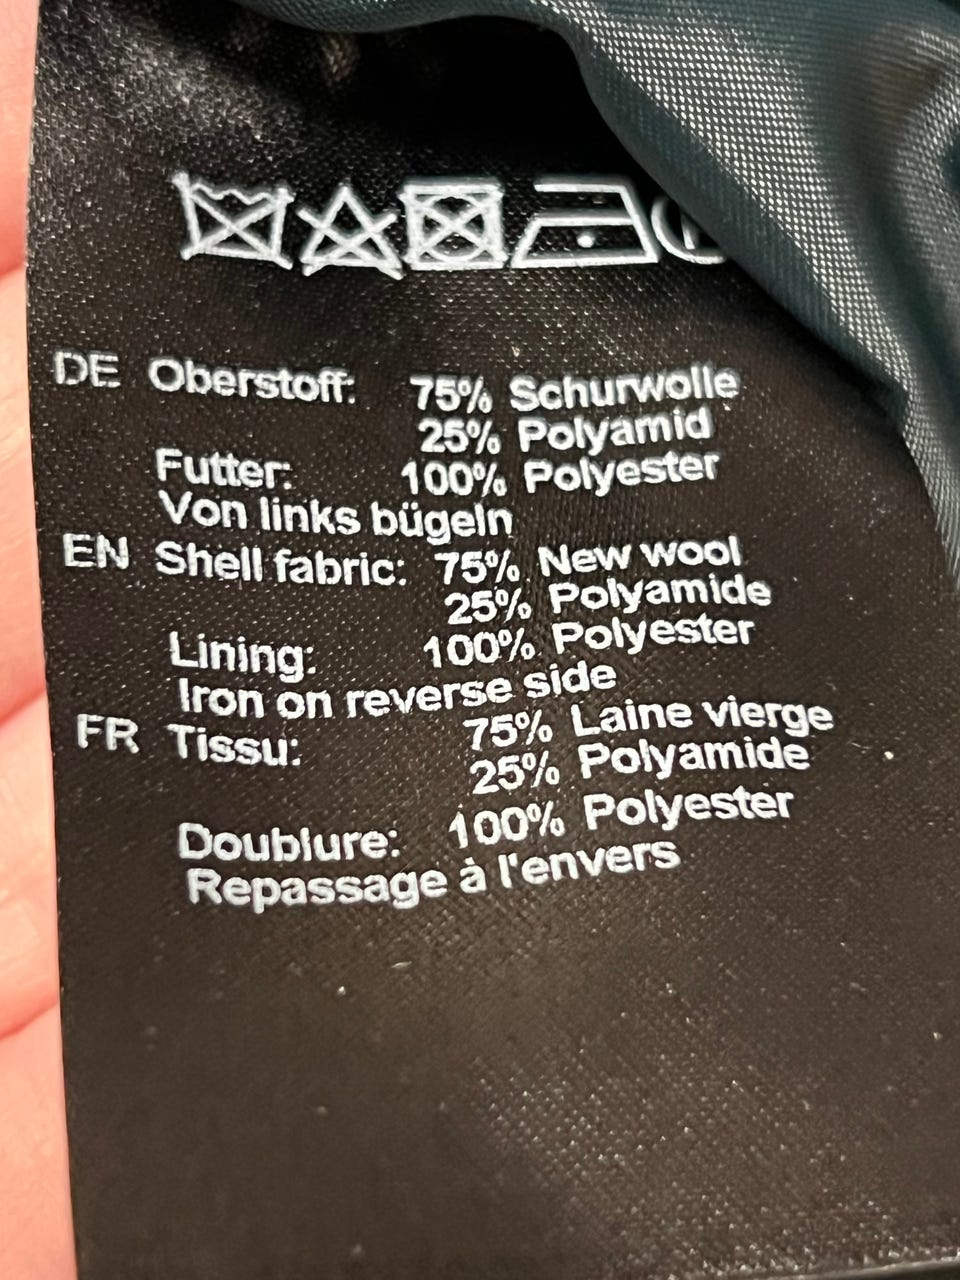 DE Oberstoff: 75% Schurwolle
25% Polyamid
Futter: 100% Polyester
Von links bügeln
EN Shell fabric: 75% New wool
25% Polyamide
Lining: 100% Polyester
Iron on reverse side
FR Tissu: 75% Laine vierge
25% Polyamide
Doublure: 100% Polyester
Repassage à l'envers